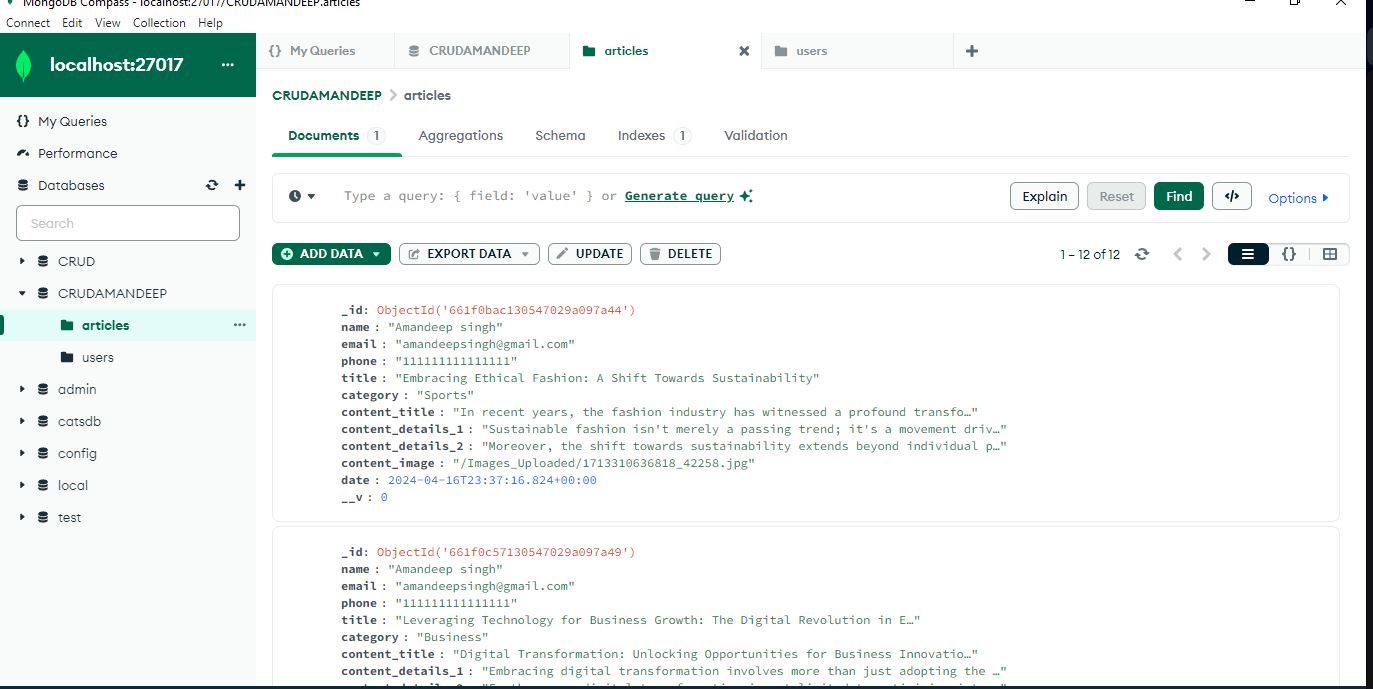 MongoDB Compass - localhost:27017/CRUDAMANDEEP.articles
Connect Edit View Collection Help
localhost:27017 ...
{} My Queries
Performance
Databases
Search
CRUD
CRUDAMANDEEP
articles ...
users
admin
catsdb
config
local
test
{} My Queries CRUDAMANDEEP articles users
CRUDAMANDEEP > articles
Documents 1 Aggregations Schema Indexes 1 Validation
Type a query: { field: 'value' } or Generate query Explain Reset Find </> Options
ADD DATA EXPORT DATA UPDATE DELETE 1 – 12 of 12 {}
_id: ObjectId('661f0bac130547029a097a44')
name : "Amandeep singh"
email : "amandeepsingh@gmail.com"
phone : "111111111111111"
title : "Embracing Ethical Fashion: A Shift Towards Sustainability"
category : "Sports"
content_title : "In recent years, the fashion industry has witnessed a profound transfo…"
content_details_1 : "Sustainable fashion isn't merely a passing trend; it's a movement driv…"
content_details_2 : "Moreover, the shift towards sustainability extends beyond individual p…"
content_image : "/Images_Uploaded/1713310636818_42258.jpg"
date : 2024-04-16T23:37:16.824+00:00
__v : 0
_id: ObjectId('661f0c57130547029a097a49')
name : "Amandeep singh"
email : "amandeepsingh@gmail.com"
phone : "111111111111111"
title : "Leveraging Technology for Business Growth: The Digital Revolution in E…"
category : "Business"
content_title : "Digital Transformation: Unlocking Opportunities for Business Innovatio…"
content_details_1 : "Embracing digital transformation involves more than just adopting the …"